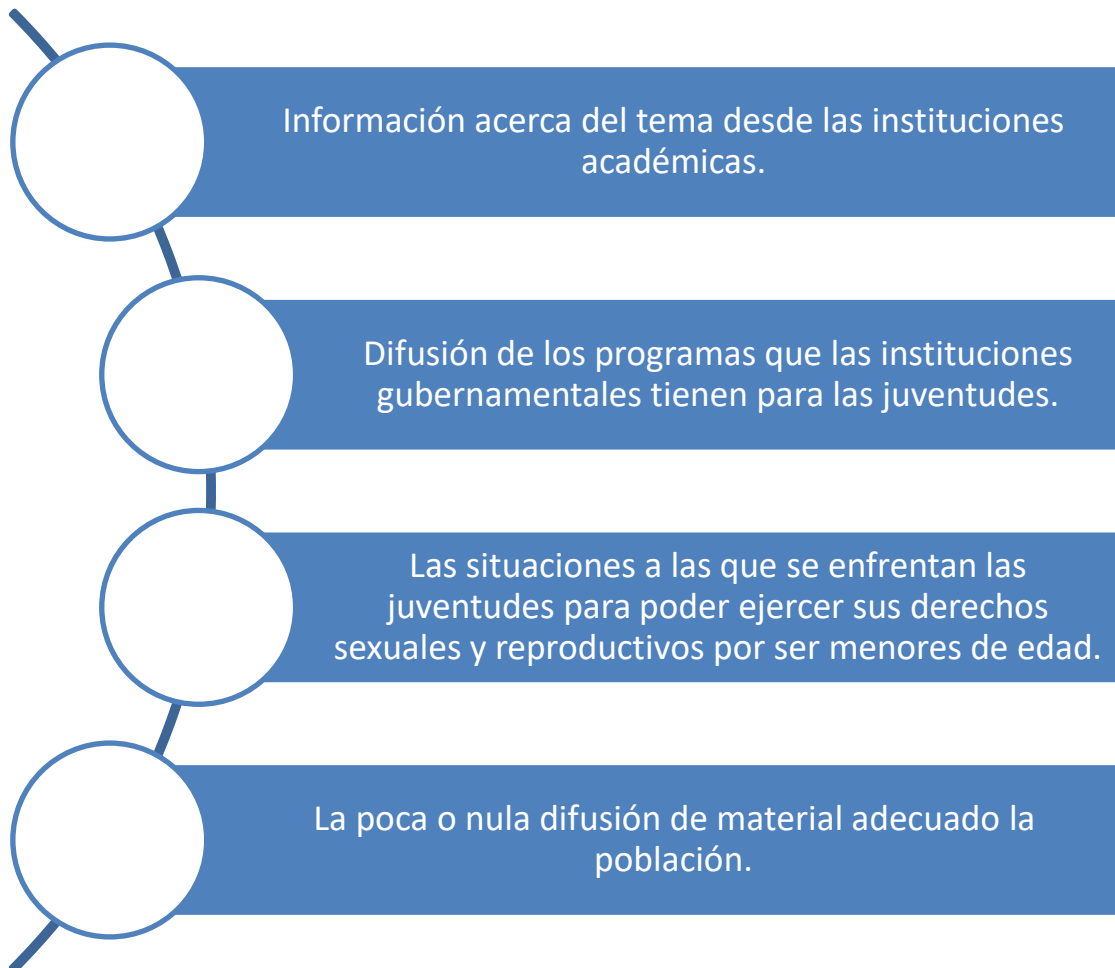 Información acerca del tema desde las instituciones
académicas.
Difusión de los programas que las instituciones
gubernamentales tienen para las juventudes.
Las situaciones a las que se enfrentan las
juventudes para poder ejercer sus derechos
sexuales y reproductivos por ser menores de edad.
La poca o nula difusión de material adecuado la
población.